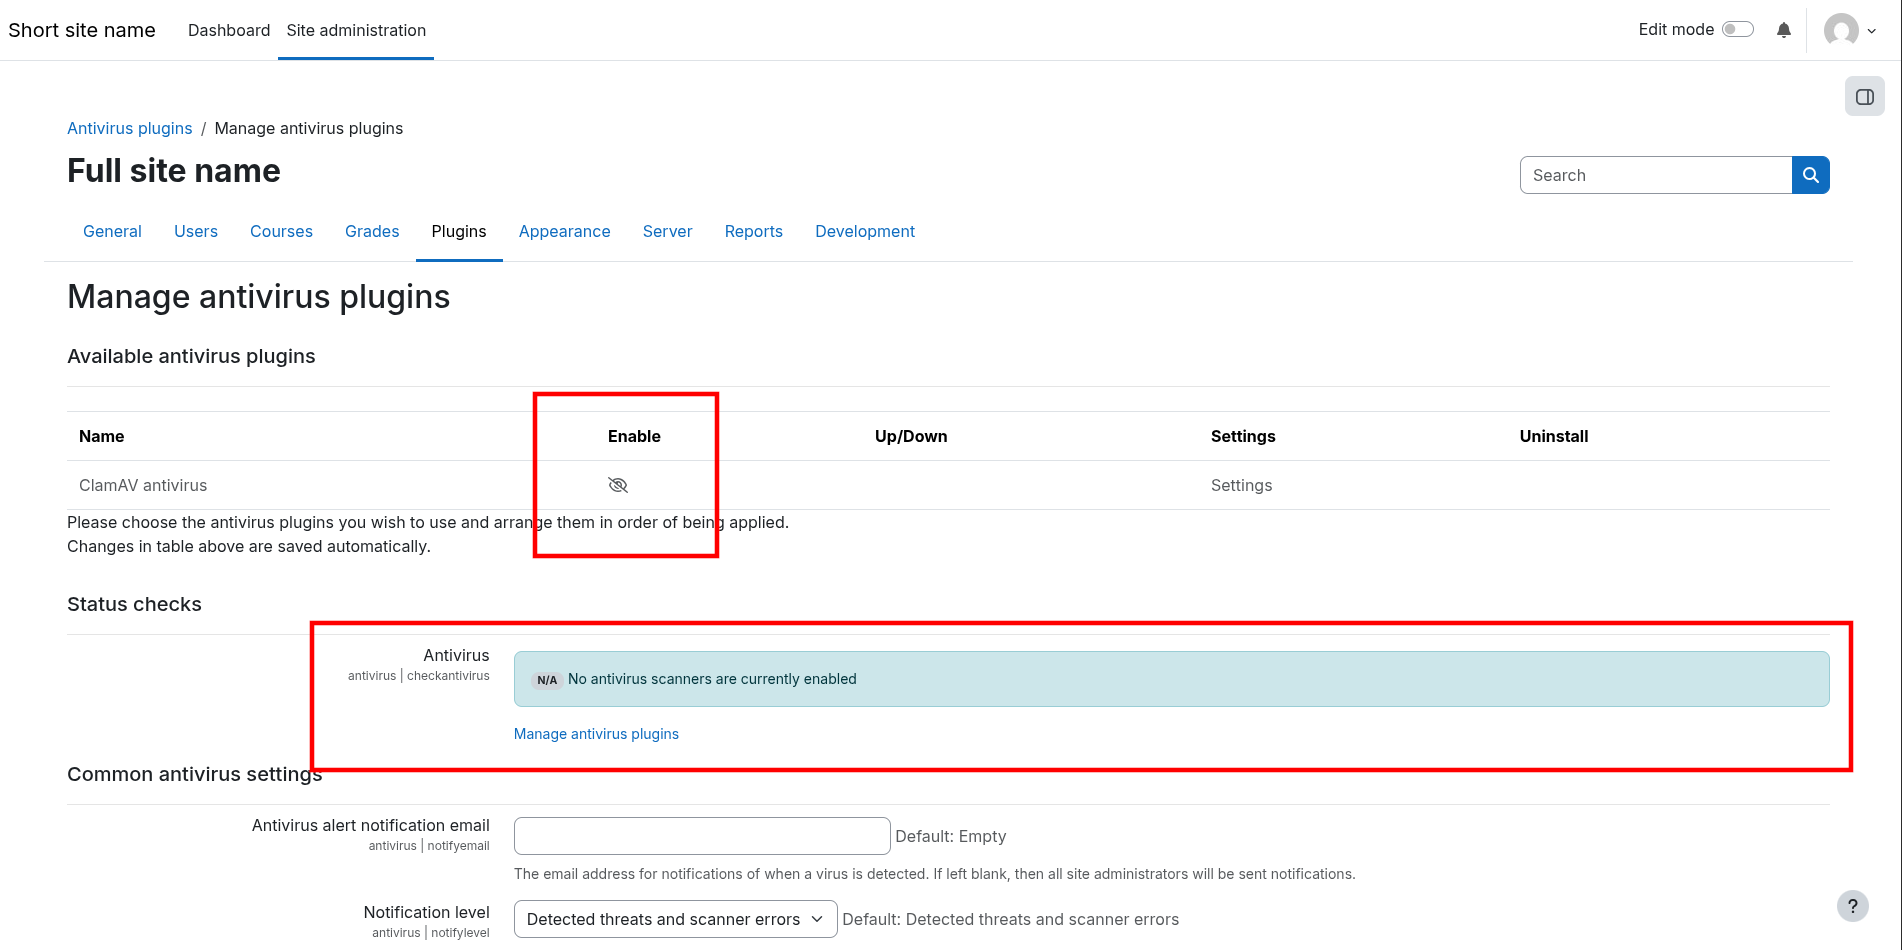 Short site name Dashboard Site administration Edit mode
Antivirus plugins / Manage antivirus plugins
Full site name
Search
General Users Courses Grades Plugins Appearance Server Reports Development
Manage antivirus plugins
Available antivirus plugins
Name Enable Up/Down Settings Uninstall
ClamAV antivirus Settings
Please choose the antivirus plugins you wish to use and arrange them in order of being applied.
Changes in table above are saved automatically.
Status checks
Antivirus
antivirus | checkantivirus
N/A No antivirus scanners are currently enabled
Manage antivirus plugins
Common antivirus settings
Antivirus alert notification email
antivirus | notifyemail
Default: Empty
The email address for notifications of when a virus is detected. If left blank, then all site administrators will be sent notifications.
Notification level
antivirus | notifylevel
Detected threats and scanner errors Default: Detected threats and scanner errors
?